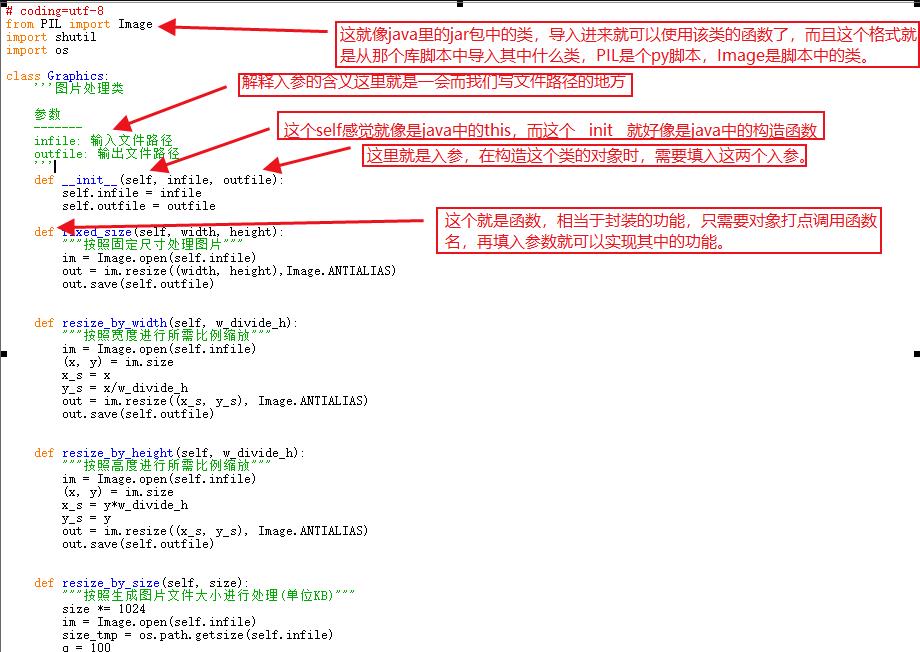 # coding=utf-8
from PIL import Image
import shutil
import os
这就像java里的jar包中的类，导入进来就可以使用该类的函数了，而且这个格式就
是从那个库脚本中导入其中什么类，PIL是个py脚本，Image是脚本中的类。
class Graphics:
'''图片处理类
解释入参的含义这里就是一会而我们写文件路径的地方
参数
-------
infile: 输入文件路径
outfile: 输出文件路径
'''
这个self感觉就像是java中的this，而这个__init__就好像是java中的构造函数
这里就是入参，在构造这个类的对象时，需要填入这两个入参。
def __init__(self, infile, outfile):
self.infile = infile
self.outfile = outfile
这个就是函数，相当于封装的功能，只需要对象打点调用函数
名，再填入参数就可以实现其中的功能。
def fixed_size(self, width, height):
"""按照固定尺寸处理图片"""
im = Image.open(self.infile)
out = im.resize((width, height),Image.ANTIALIAS)
out.save(self.outfile)
def resize_by_width(self, w_divide_h):
"""按照宽度进行所需比例缩放"""
im = Image.open(self.infile)
(x, y) = im.size
x_s = x
y_s = x/w_divide_h
out = im.resize((x_s, y_s), Image.ANTIALIAS)
out.save(self.outfile)
def resize_by_height(self, w_divide_h):
"""按照高度进行所需比例缩放"""
im = Image.open(self.infile)
(x, y) = im.size
x_s = y*w_divide_h
y_s = y
out = im.resize((x_s, y_s), Image.ANTIALIAS)
out.save(self.outfile)
def resize_by_size(self, size):
"""按照生成图片文件大小进行处理(单位KB)"""
size *= 1024
im = Image.open(self.infile)
size_tmp = os.path.getsize(self.infile)
q = 100